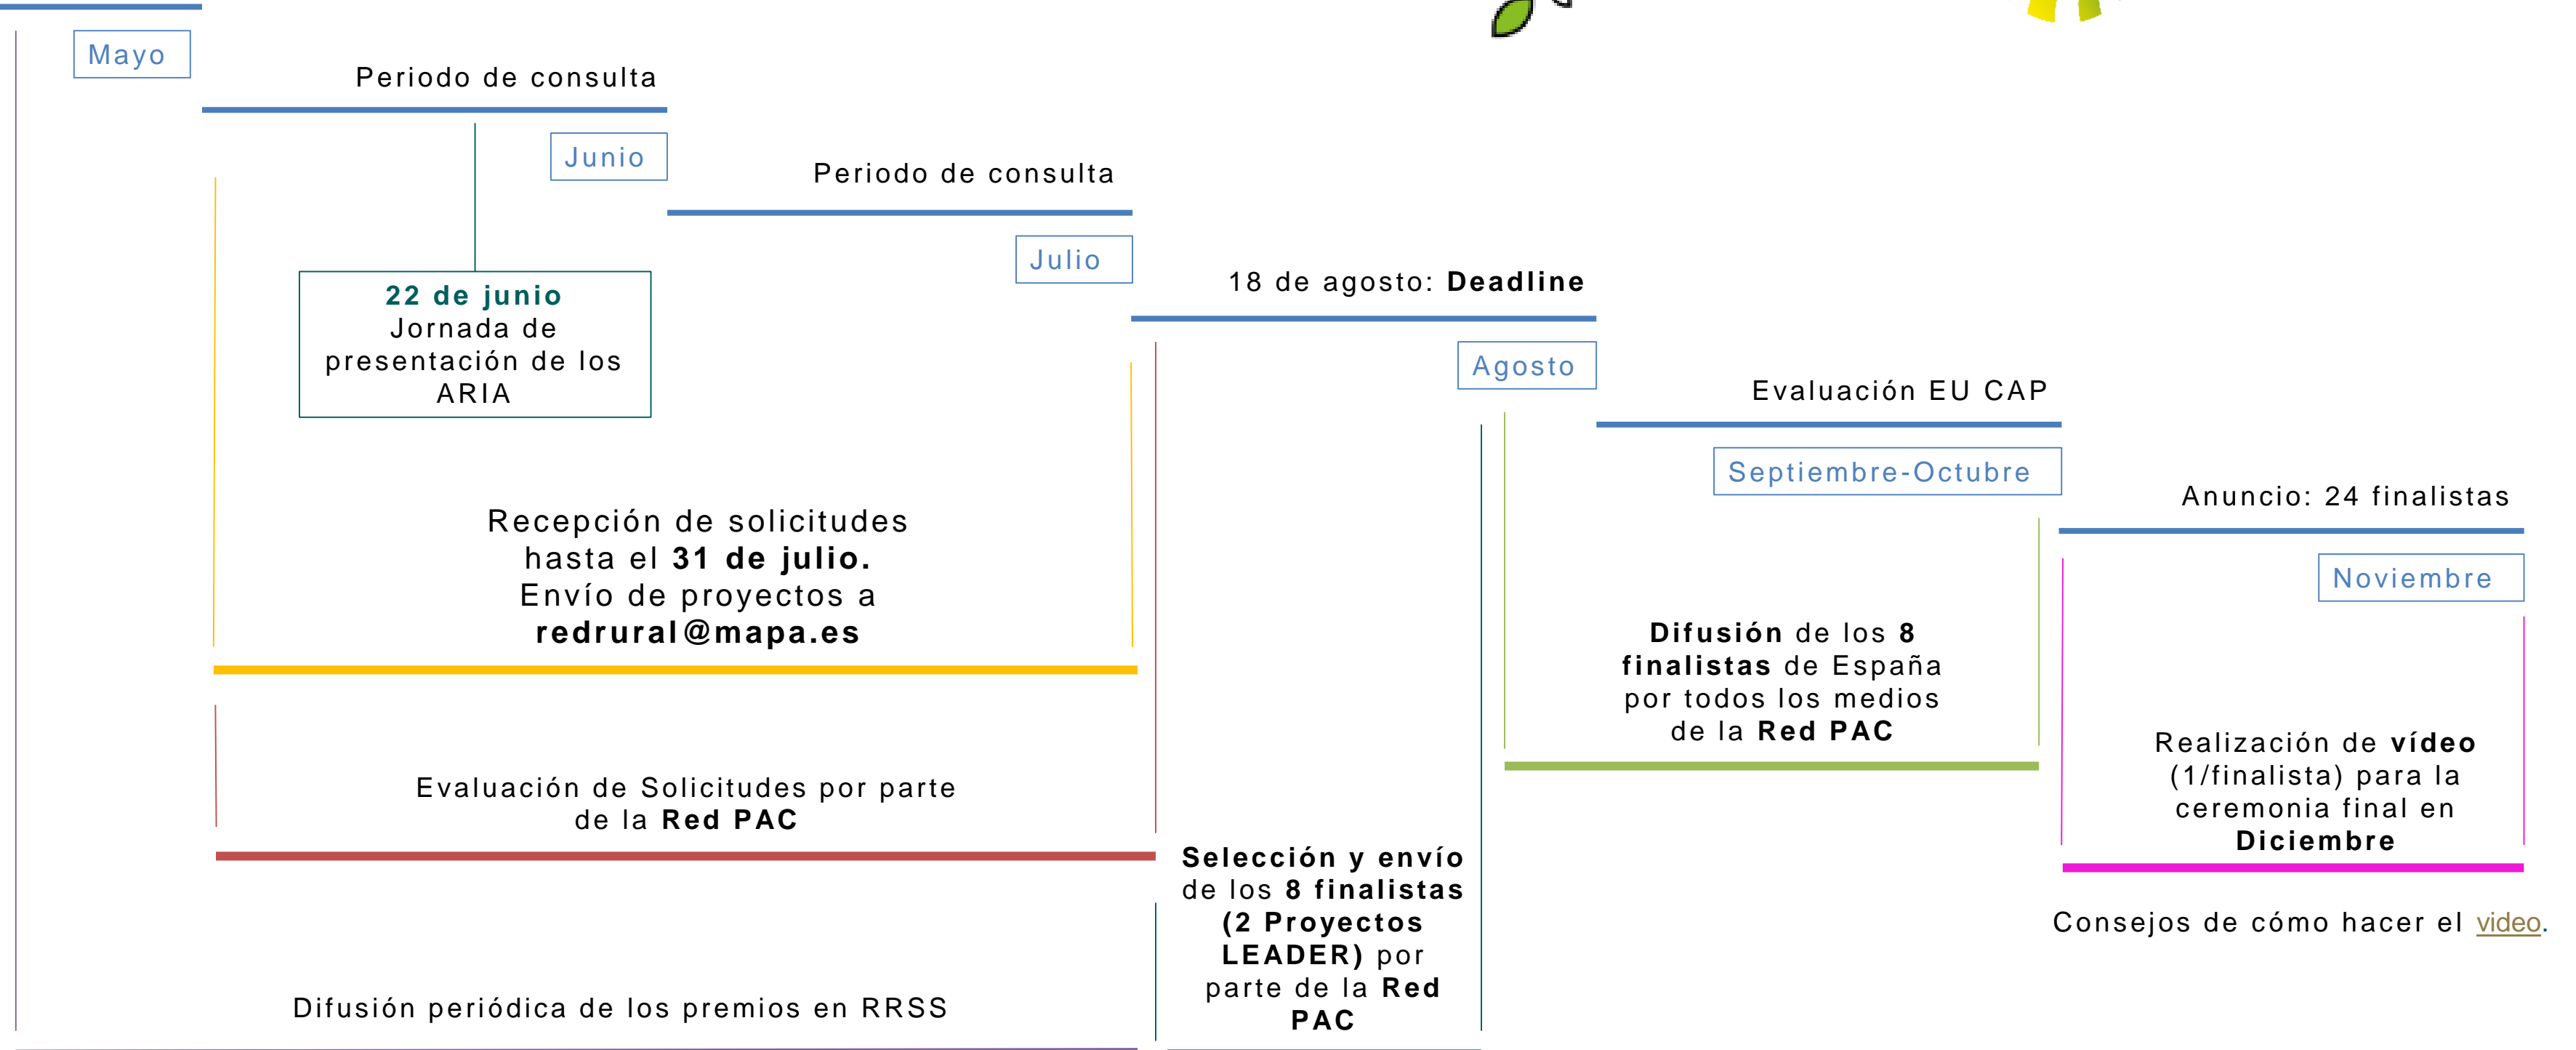 Mayo
Periodo de consulta
Junio
22 de junio
Jornada de
presentación de los
ARIA
Periodo de consulta
Julio
18 de agosto: Deadline
Agosto
Evaluación EU CAP
Septiembre-Octubre
Anuncio: 24 finalistas
Noviembre
Recepción de solicitudes
hasta el 31 de julio.
Envío de proyectos a
redrural@mapa.es
Evaluación de Solicitudes por parte
de la Red PAC
Difusión periódica de los premios en RRSS
Selección y envío
de los 8 finalistas
(2 Proyectos
LEADER) por
parte de la Red
PAC
Difusión de los 8
finalistas de España
por todos los medios
de la Red PAC
Realización de vídeo
(1/finalista) para la
ceremonia final en
Diciembre
Consejos de cómo hacer el video.